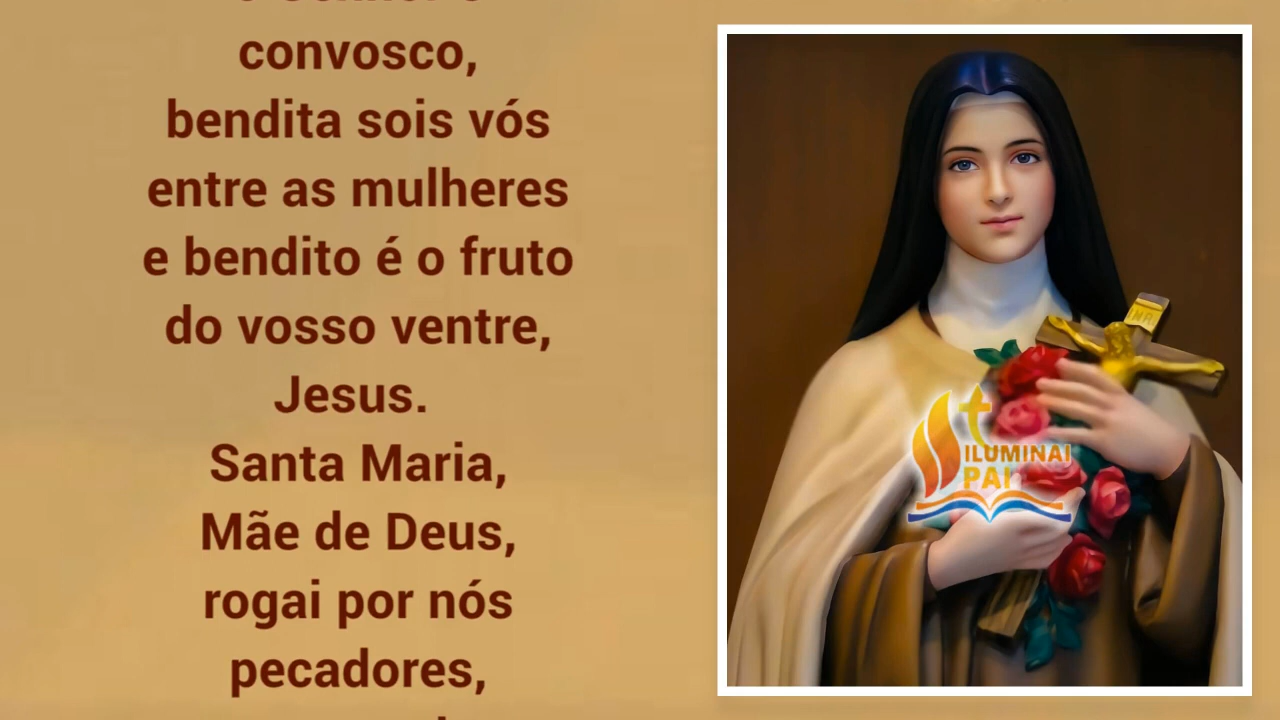 convosco,
bendita sois vós
entre as mulheres
e bendito é o fruto
do vosso ventre,
Jesus.
Santa Maria,
Mãe de Deus,
rogai por nós
pecadores,
ILUMINAI
PAI